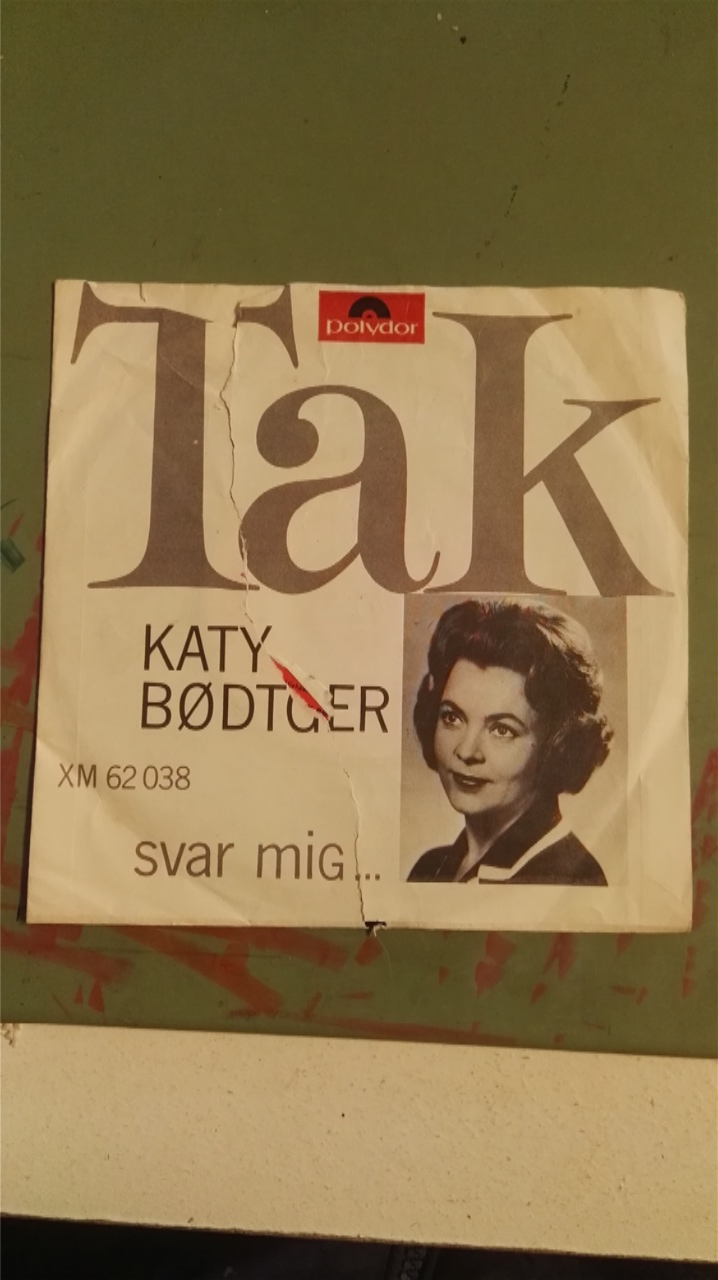 polydor
Tak
KATY
BØDTGER
XM 62 038
svar mig...